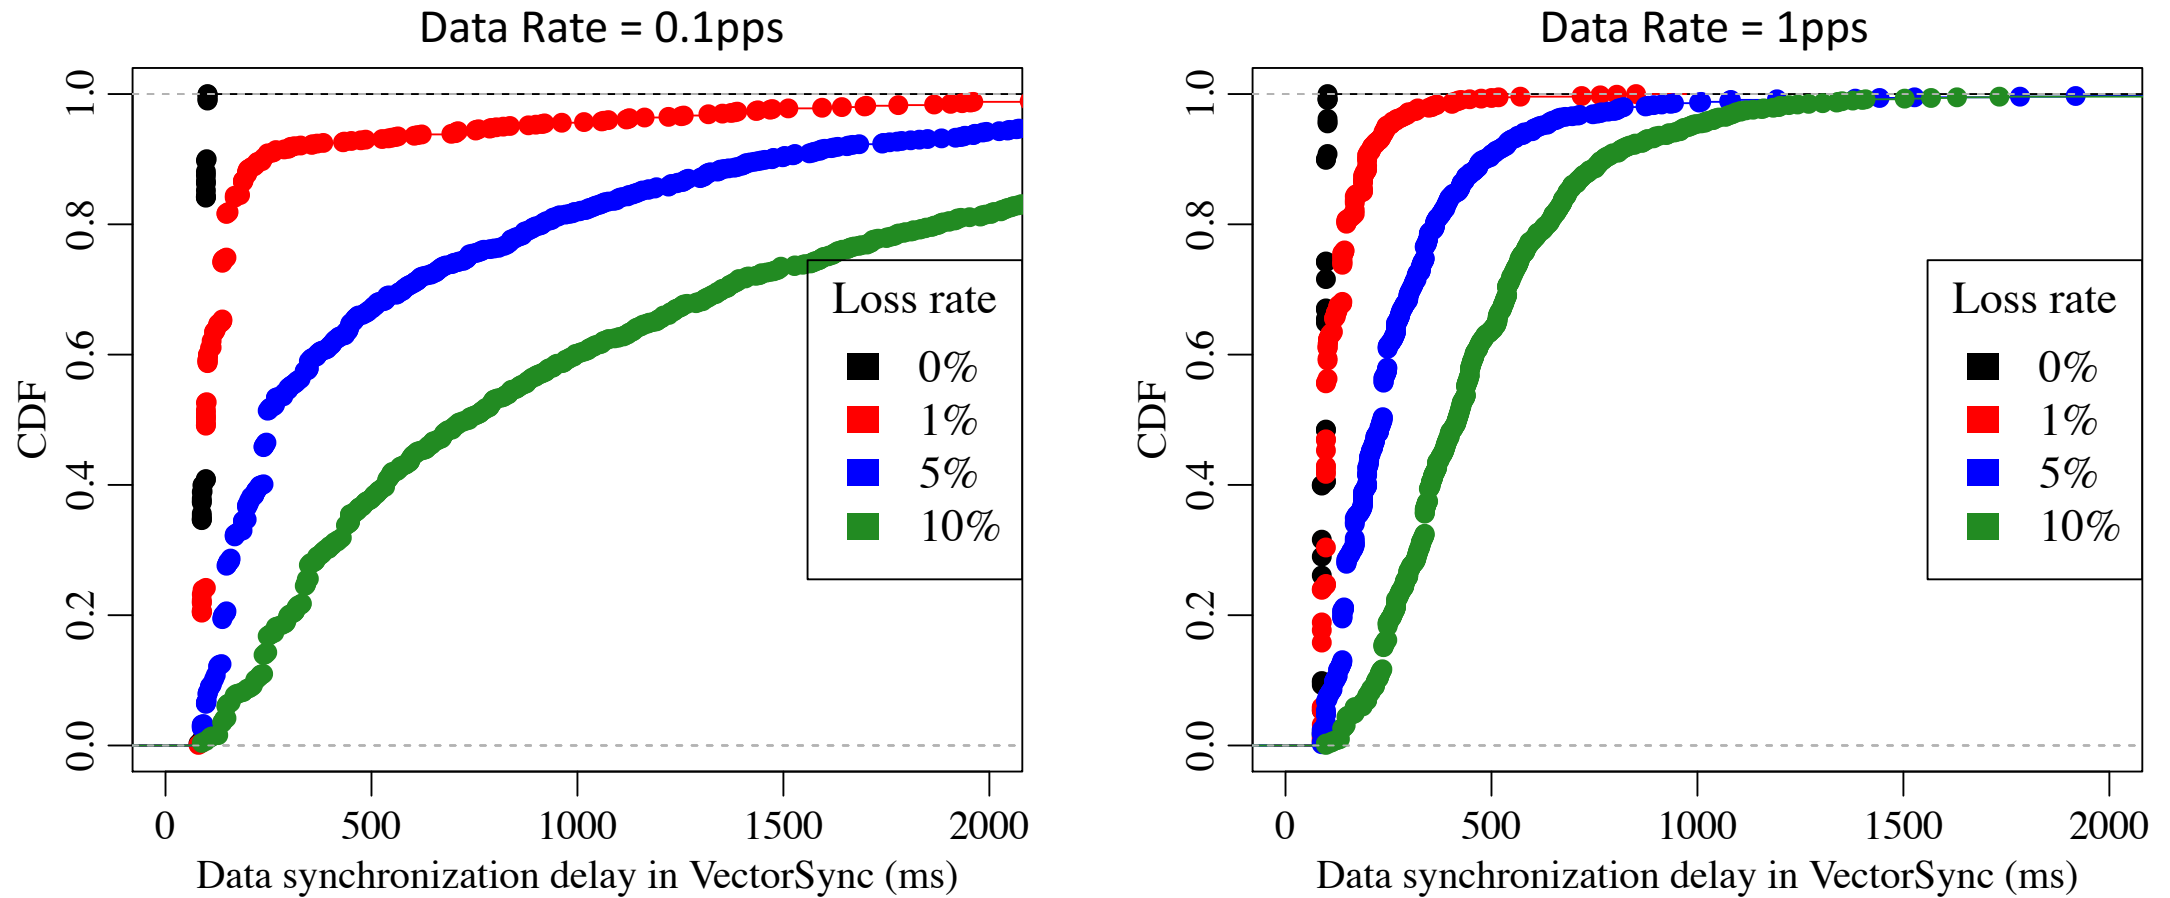 Data Rate = 0.1pps
CDF
0.0
0.2
0.4
0.6
0.8
1.0
Loss rate
0%
1%
5%
10%
0 500 1000 1500 2000
Data synchronization delay in VectorSync (ms)
Data Rate = 1pps
CDF
0.0
0.2
0.4
0.6
0.8
1.0
Loss rate
0%
1%
5%
10%
0 500 1000 1500 2000
Data synchronization delay in VectorSync (ms)